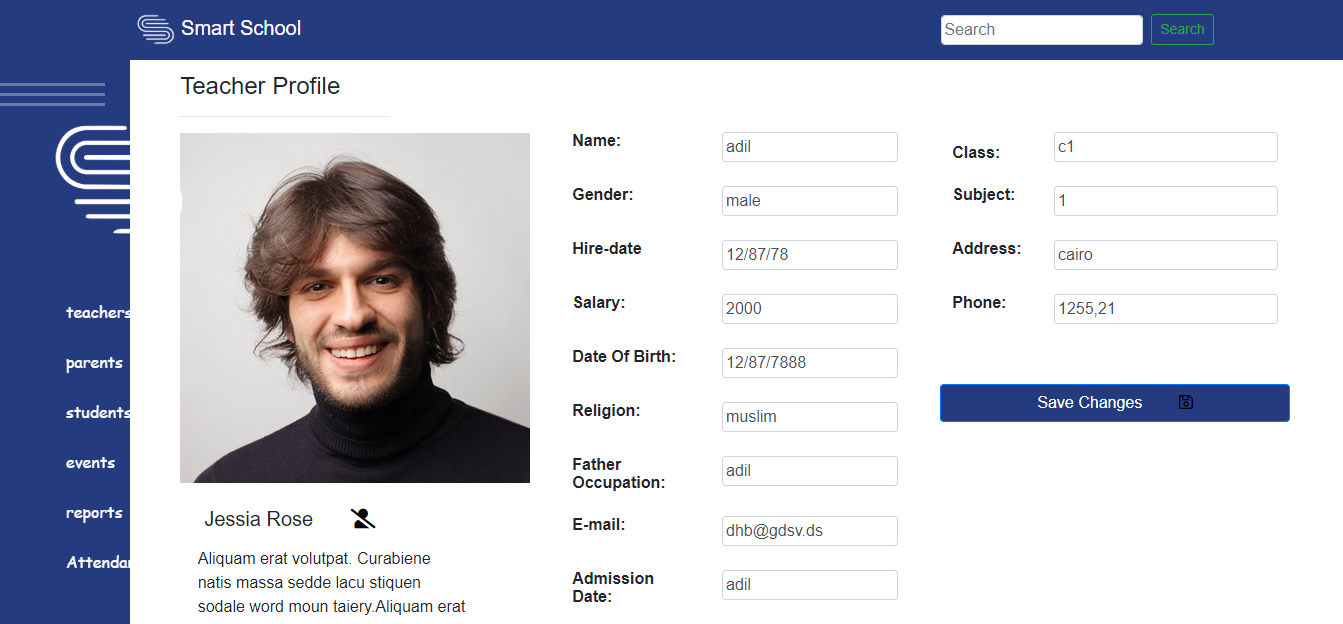 Smart School
Search
Search
Teacher Profile
teachers
parents
students
events
reports
Attendan
Jessia Rose
Aliquam erat volutpat. Curabiene
natis massa sedde lacu stiquen
sodale word moun taiery.Aliquam erat
Name: adil
Gender: male
Hire-date 12/87/78
Salary: 2000
Date Of Birth: 12/87/7888
Religion: muslim
Father
Occupation: adil
E-mail: dhb@gdsv.ds
Admission
Date: adil
Class: c1
Subject: 1
Address: cairo
Phone: 1255,21
Save Changes